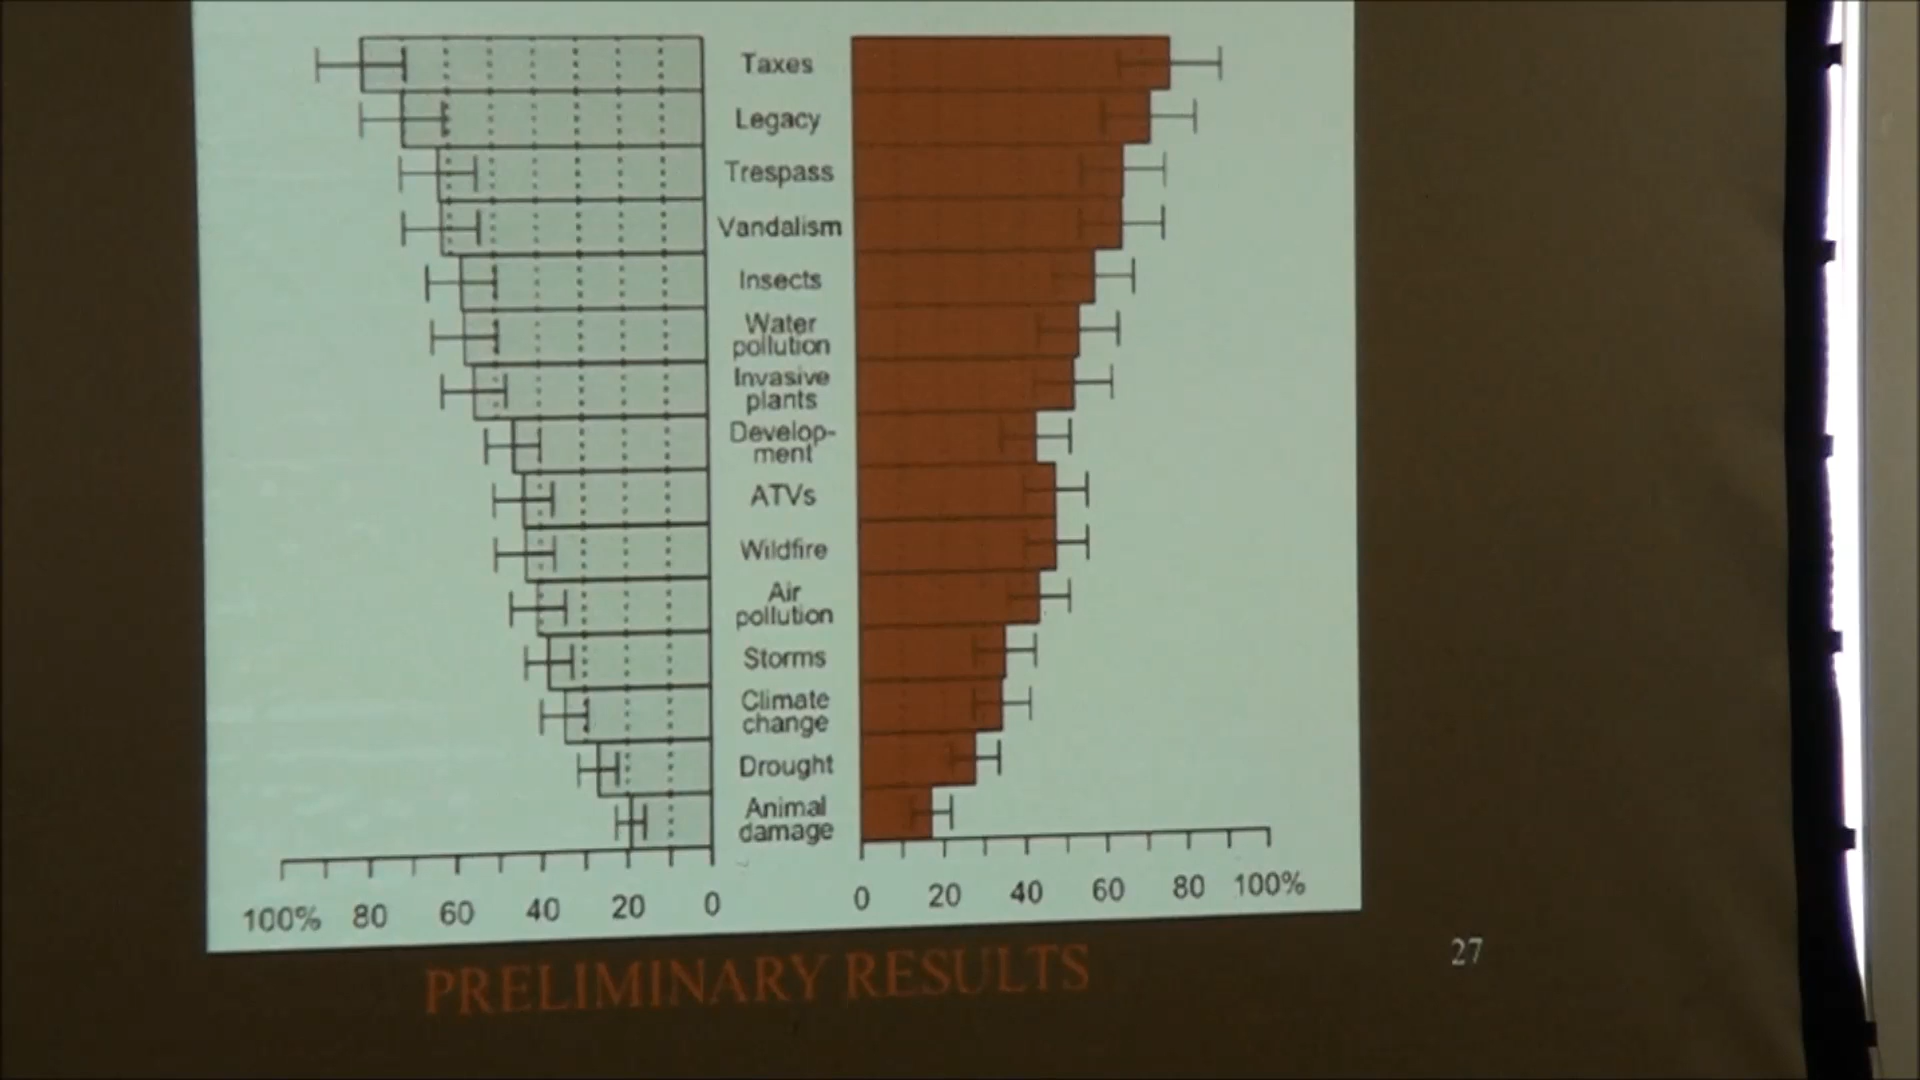 Taxes
Legacy
Trespass
Vandalism
Insects
Water
pollution
Invasive
plants
Develop-
ment
ATVs
Wildfire
Air
pollution
Storms
Climate
change
Drought
Animal
damage
100% 80 60 40 20 0
0 20 40 60 80 100%
PRELIMINARY RESULTS
27